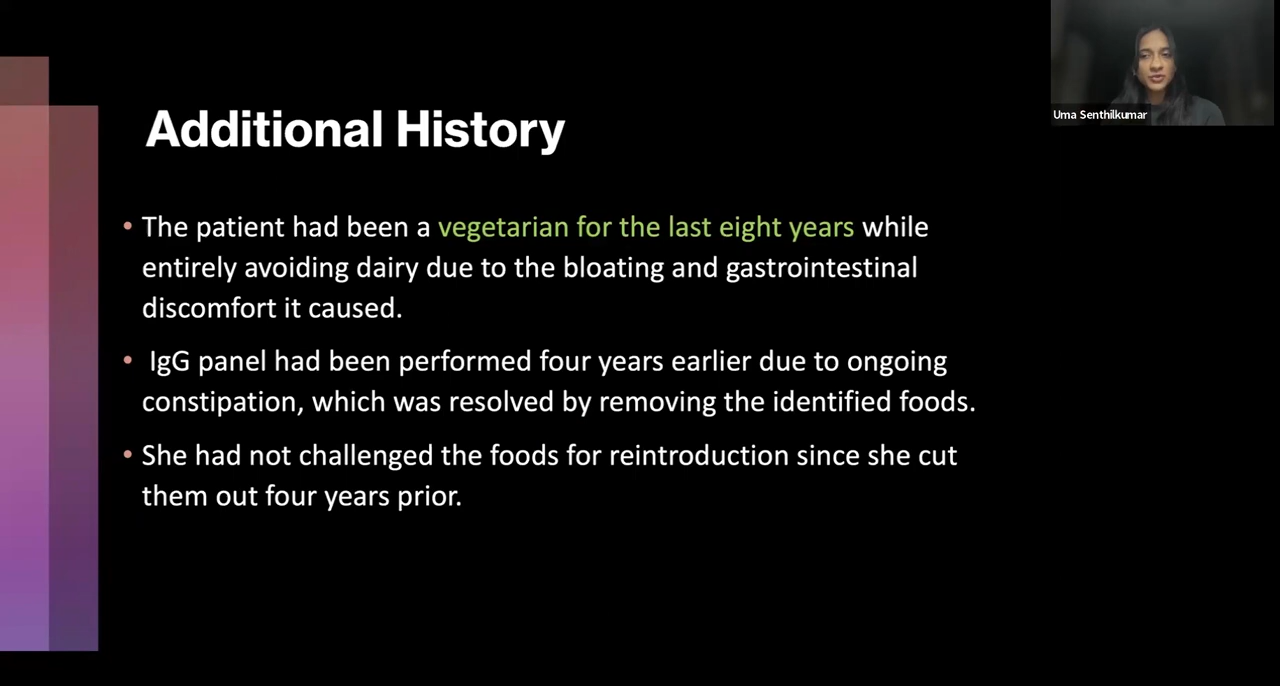 Uma Senthilkumar
Additional History
• The patient had been a vegetarian for the last eight years while
entirely avoiding dairy due to the bloating and gastrointestinal
discomfort it caused.
• IgG panel had been performed four years earlier due to ongoing
constipation, which was resolved by removing the identified foods.
• She had not challenged the foods for reintroduction since she cut
them out four years prior.